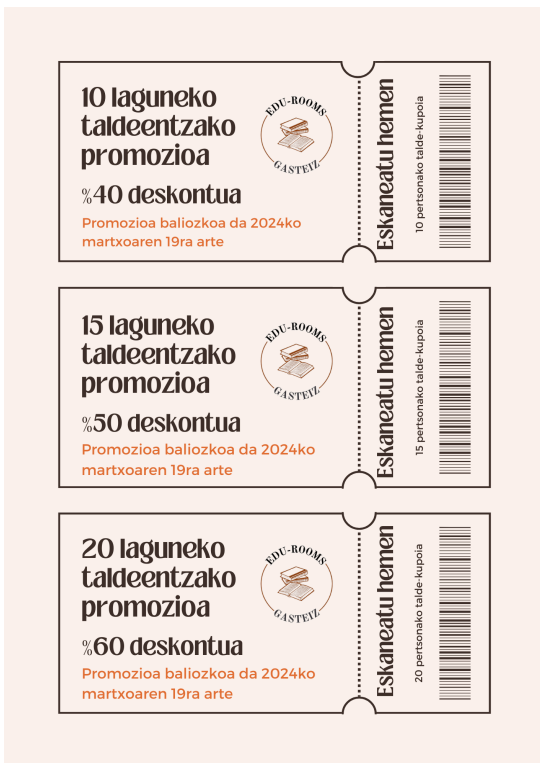 10 laguneko
taldeentzako
promozioa
%40 deskontua
Promozioa baliozkoa da 2024ko
martxoaren 19ra arte
EDU-ROOMS
GASTEIZ
Eskaneatu hemen
10 pertsonako talde-kupoia
15 laguneko
taldeentzako
promozioa
%50 deskontua
Promozioa baliozkoa da 2024ko
martxoaren 19ra arte
EDU-ROOMS
GASTEIZ
Eskaneatu hemen
15 pertsonako talde-kupoia
20 laguneko
taldeentzako
promozioa
%60 deskontua
Promozioa baliozkoa da 2024ko
martxoaren 19ra arte
EDU-ROOMS
GASTEIZ
Eskaneatu hemen
20 pertsonako talde-kupoia